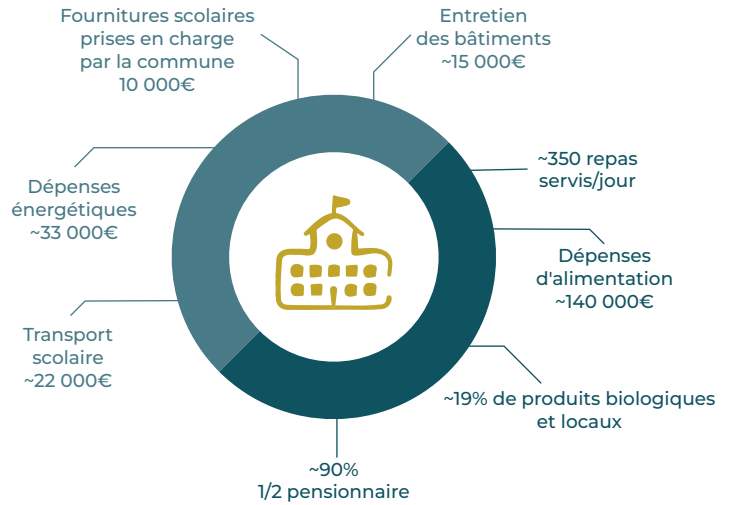 Fournitures scolaires
prises en charge
par la commune
10 000€
Entretien
des bâtiments
~15 000€
~350 repas
servis/jour
Dépenses
énergétiques
~33 000€
Dépenses
d'alimentation
~140 000€
Transport
scolaire
~22 000€
~19% de produits biologiques
et locaux
~90%
1/2 pensionnaire